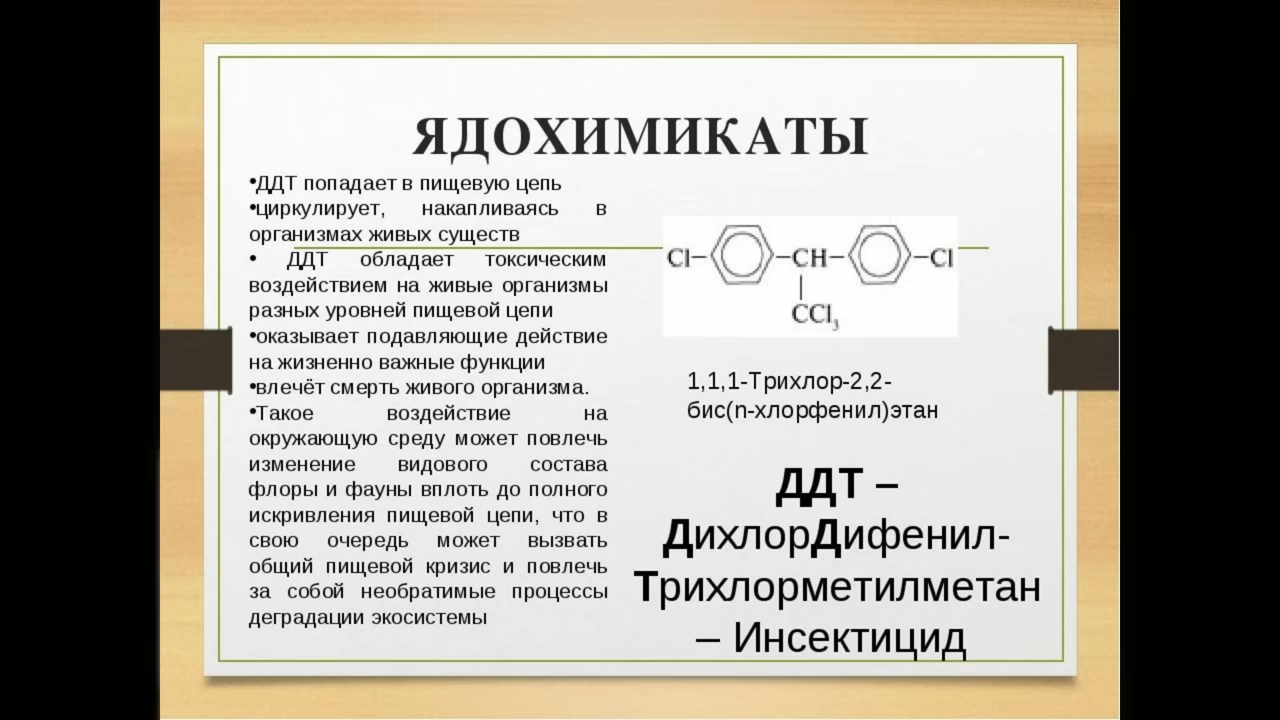 ЯДОХИМИКАТЫ
•ДДТ попадает в пищевую цепь
•циркулирует, накапливаясь в
организмах живых существ
• ДДТ обладает токсическим
воздействием на живые организмы
разных уровней пищевой цепи
•оказывает подавляющие действие
на жизненно важные функции
•влечёт смерть живого организма.
•Такое воздействие на
окружающую среду может повлечь
изменение видового состава
флоры и фауны вплоть до полного
искривления пищевой цепи, что в
свою очередь может вызвать
общий пищевой кризис и повлечь
за собой необратимые процессы
деградации экосистемы
Cl–CH–Cl
CCl3
1,1,1-Трихлор-2,2-
бис(n-хлорфенил)этан
ДДТ –
ДихлорДифенил-
Трихлорметилметан
– Инсектицид